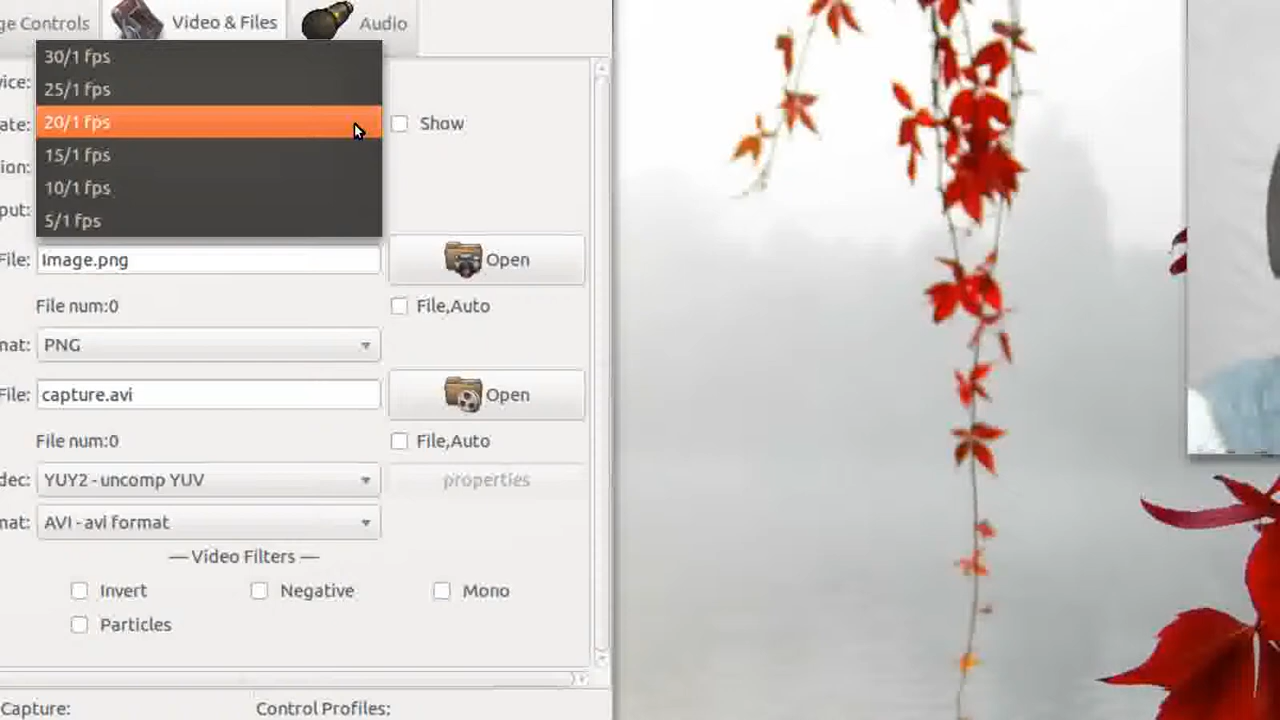 ge Controls
Video & Files
Audio
30/1 fps
vice:
25/1 fps
20/1 fps
ate:
Show
15/1 fps
ion:
10/1 fps
put:
5/1 fps
File:
Image.png
Open
File num:0
File,Auto
mat:
PNG
File:
capture.avi
Open
File num:0
File,Auto
dec:
YUY2 - uncomp YUV
properties
mat:
AVI - avi format
— Video Filters —
Invert
Negative
Mono
Particles
Capture:
Control Profiles: